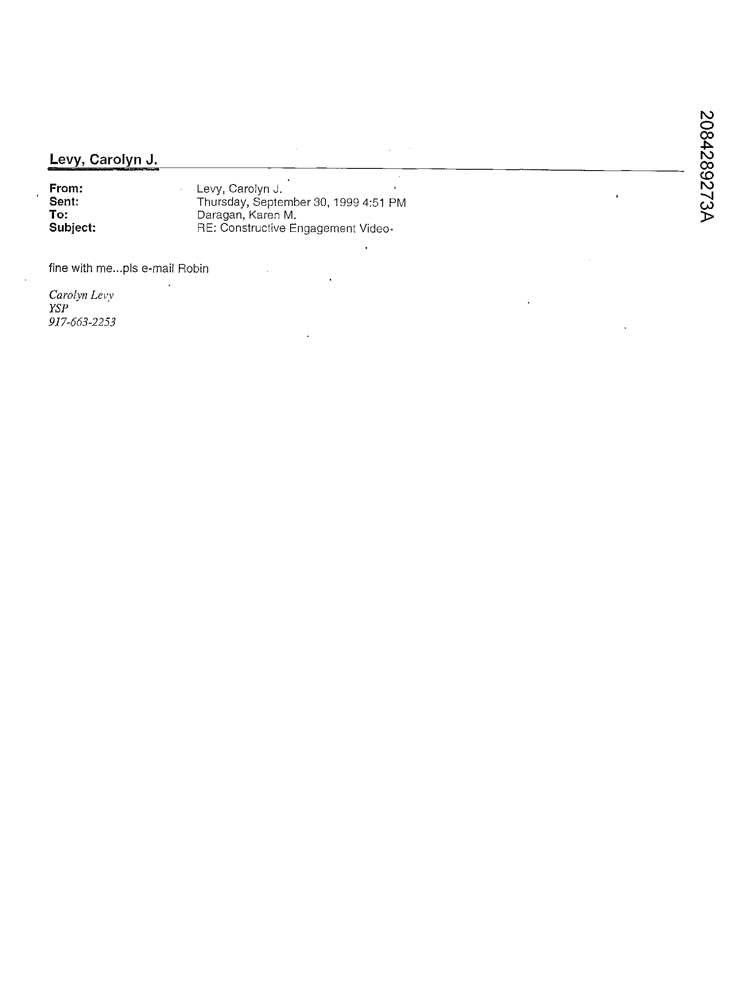 2084289273A
Levy, Carolyn J.
From: Levy, Carolyn J.
Sent: Thursday, September 30, 1999 4:51 PM
To: Daragan, Karen M.
Subject: RE: Constructive Engagement Video-
fine with me...pls e-mail Robin
Carolyn Levy
YSP
917-663-2253